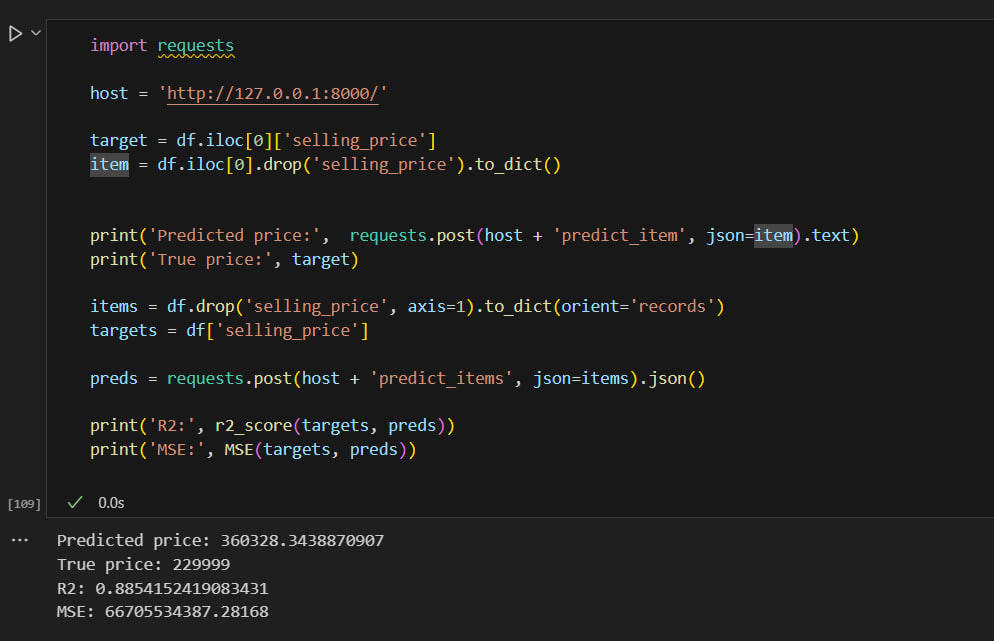 import requests
host = 'http://127.0.0.1:8000/'
target = df.iloc[0]['selling_price']
item = df.iloc[0].drop('selling_price').to_dict()
print('Predicted price:',  requests.post(host + 'predict_item', json=item).text)
print('True price:', target)
items = df.drop('selling_price', axis=1).to_dict(orient='records')
targets = df['selling_price']
preds = requests.post(host + 'predict_items', json=items).json()
print('R2:', r2_score(targets, preds))
print('MSE:', MSE(targets, preds))
[109]
0.0s
Predicted price: 360328.3438870907
True price: 229999
R2: 0.8854152419083431
MSE: 66705534387.28168